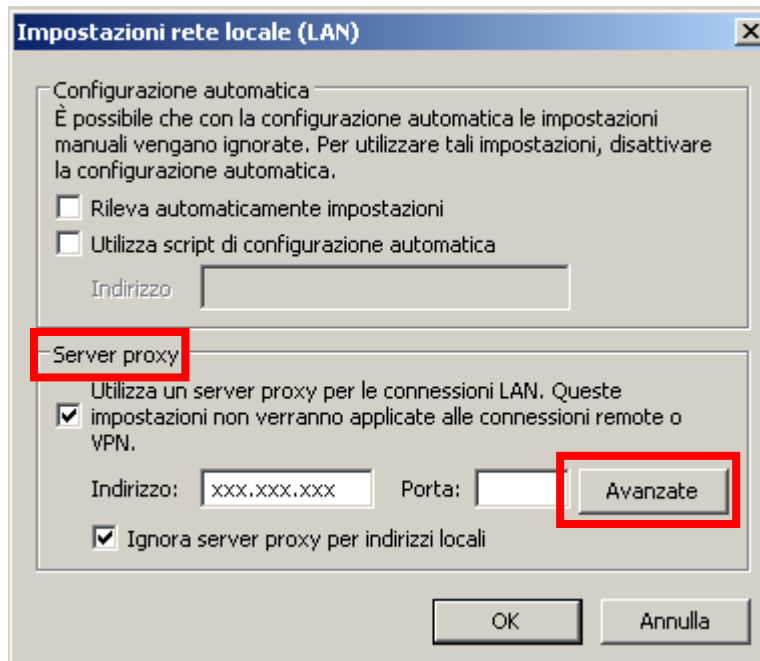 Impostazioni rete locale (LAN)
Configurazione automatica
È possibile che con la configurazione automatica le impostazioni
manuali vengano ignorate. Per utilizzare tali impostazioni, disattivare
la configurazione automatica.
Rileva automaticamente impostazioni
Utilizza script di configurazione automatica
Indirizzo
Server proxy
Utilizza un server proxy per le connessioni LAN. Queste
impostazioni non verranno applicate alle connessioni remote o
VPN.
Indirizzo: xxx.xxx.xxx Porta: Avanzate
Ignora server proxy per indirizzi locali
OK Annulla